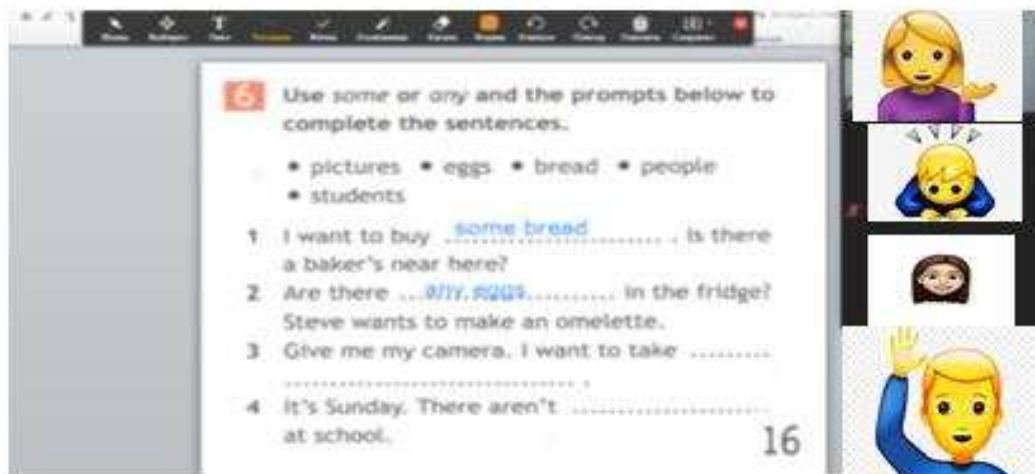 6 Use some or any and the prompts below to
complete the sentences.
• pictures • eggs • bread • people
• students
1 I want to buy some bread. Is there
a baker's near here?
2 Are there ...any eggs............ in the fridge?
Steve wants to make an omelette.
3 Give me my camera. I want to take .........
................................ .
4 It's Sunday. There aren't .....................
at school.
16